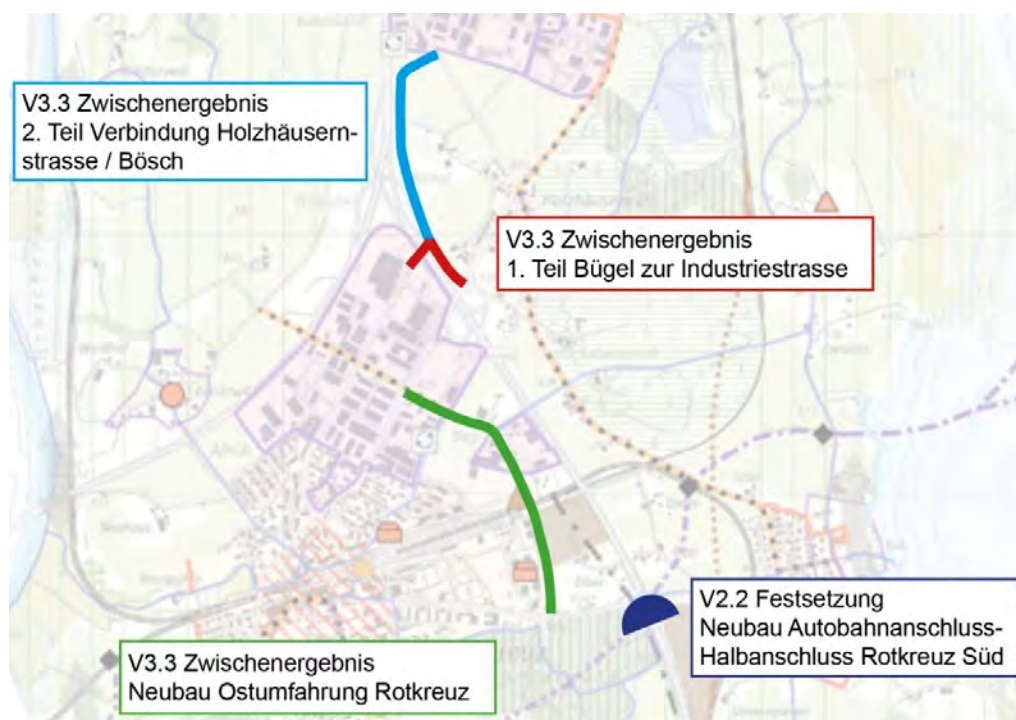 V3.3 Zwischenergebnis
2. Teil Verbindung Holzhäusern-
strasse / Bösch
V3.3 Zwischenergebnis
1. Teil Bügel zur Industriestrasse
V3.3 Zwischenergebnis
Neubau Ostumfahrung Rotkreuz
V2.2 Festsetzung
Neubau Autobahnanschluss-
Halbanschluss Rotkreuz Süd